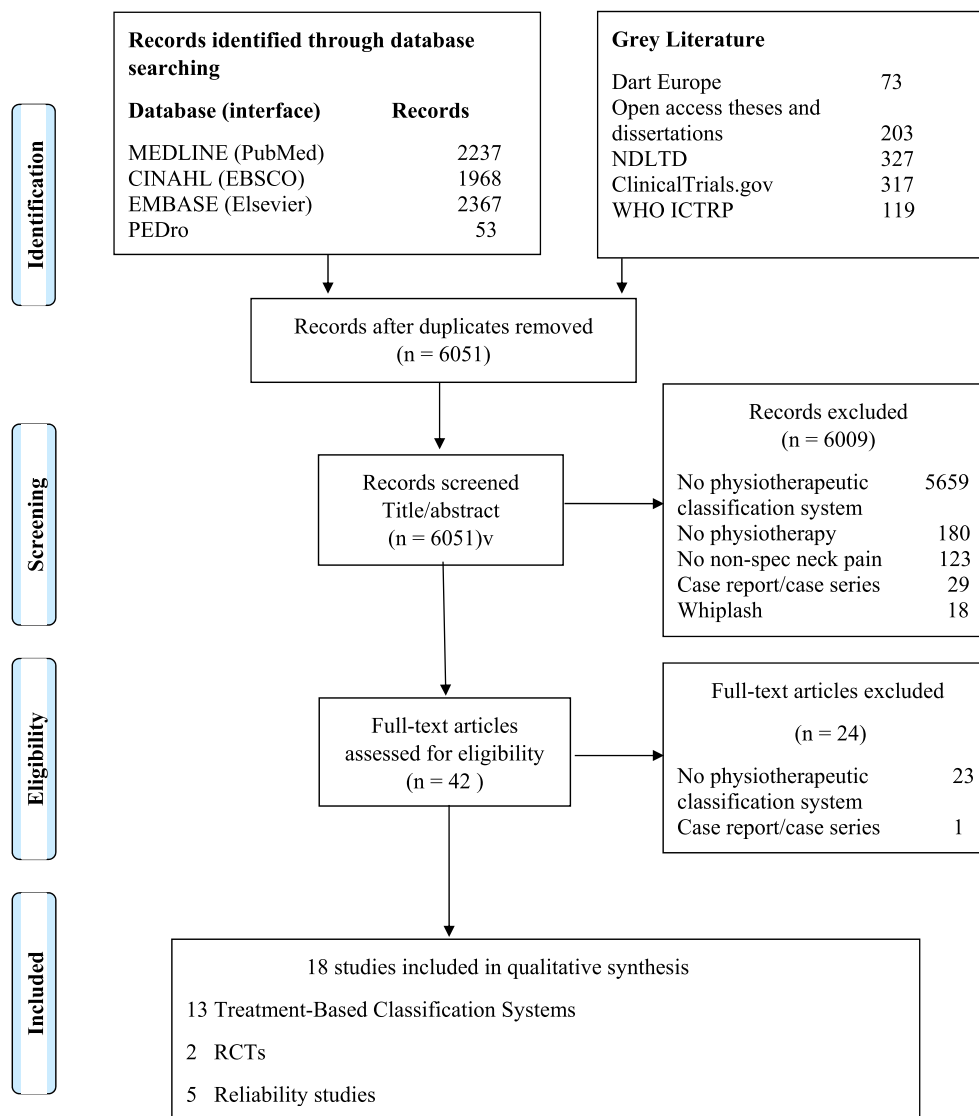 Records identified through database
searching
Database (interface) Records
MEDLINE (PubMed) 2237
CINAHL (EBSCO) 1968
EMBASE (Elsevier) 2367
PEDro 53
Grey Literature
Dart Europe 73
Open access theses and
dissertations 203
NDLTD 327
ClinicalTrials.gov 317
WHO ICTRP 119
Identification
Records after duplicates removed
(n = 6051)
Screening
Records screened
Title/abstract
(n = 6051)v
Records excluded
(n = 6009)
No physiotherapeutic 5659
classification system
No physiotherapy 180
No non-spec neck pain 123
Case report/case series 29
Whiplash 18
Eligibility
Full-text articles
assessed for eligibility
(n = 42 )
Full-text articles excluded
(n = 24)
No physiotherapeutic 23
classification system
Case report/case series 1
Included
18 studies included in qualitative synthesis
13 Treatment-Based Classification Systems
2 RCTs
5 Reliability studies